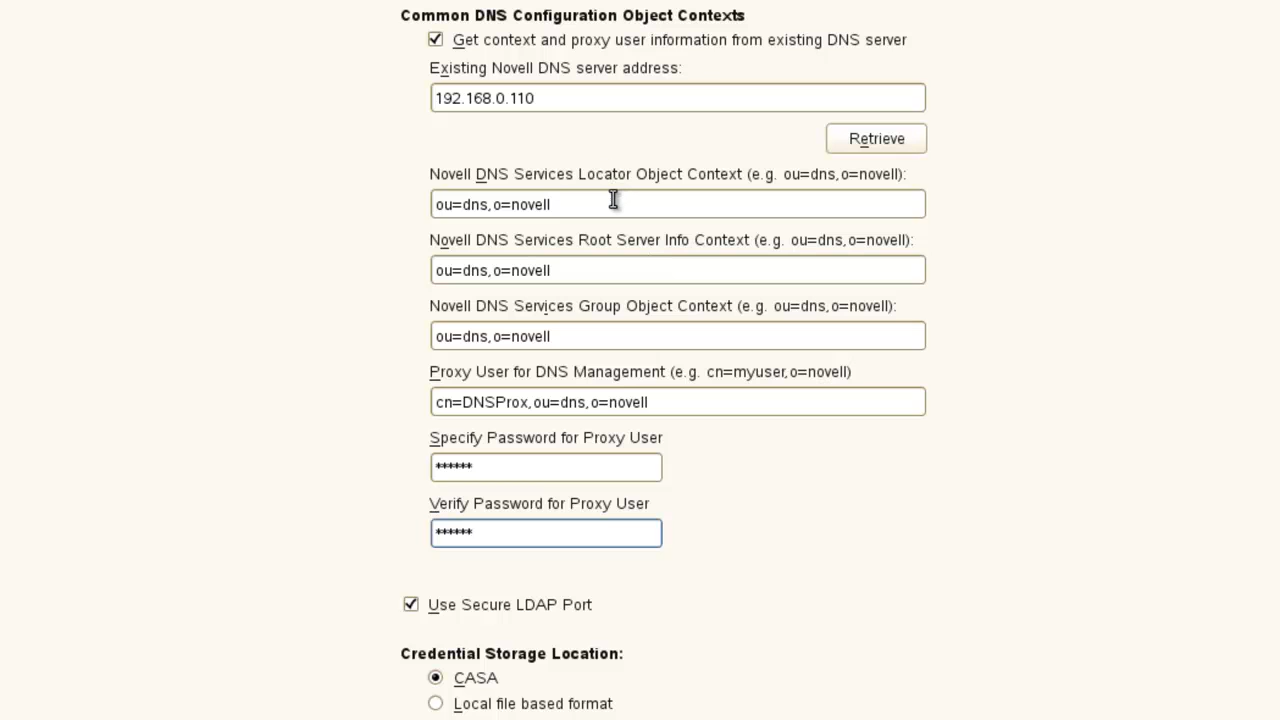 Common DNS Configuration Object Contexts
Get context and proxy user information from existing DNS server
Existing Novell DNS server address:
192.168.0.110
Retrieve
Novell DNS Services Locator Object Context (e.g. ou=dns,o=novell):
ou=dns,o=novell
Novell DNS Services Root Server Info Context (e.g. ou=dns,o=novell):
ou=dns,o=novell
Novell DNS Services Group Object Context (e.g. ou=dns,o=novell):
ou=dns,o=novell
Proxy User for DNS Management (e.g. cn=myuser,o=novell)
cn=DNSProx,ou=dns,o=novell
Specify Password for Proxy User
******
Verify Password for Proxy User
******
Use Secure LDAP Port
Credential Storage Location:
CASA
Local file based format